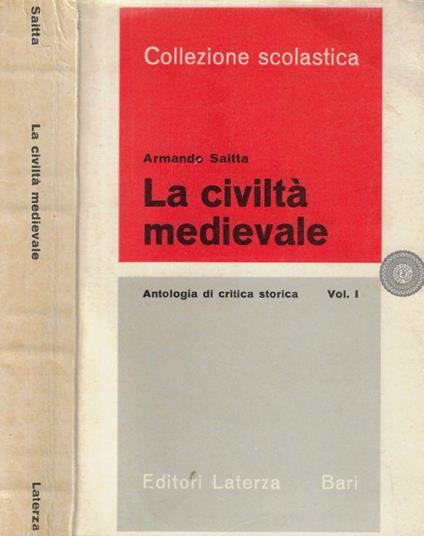 Saitta
La civiltà medievale
Laterza
Collezione scolastica
Armando Saitta
La civiltà
medievale
Antologia di critica storica Vol. I
Editori Laterza Bari